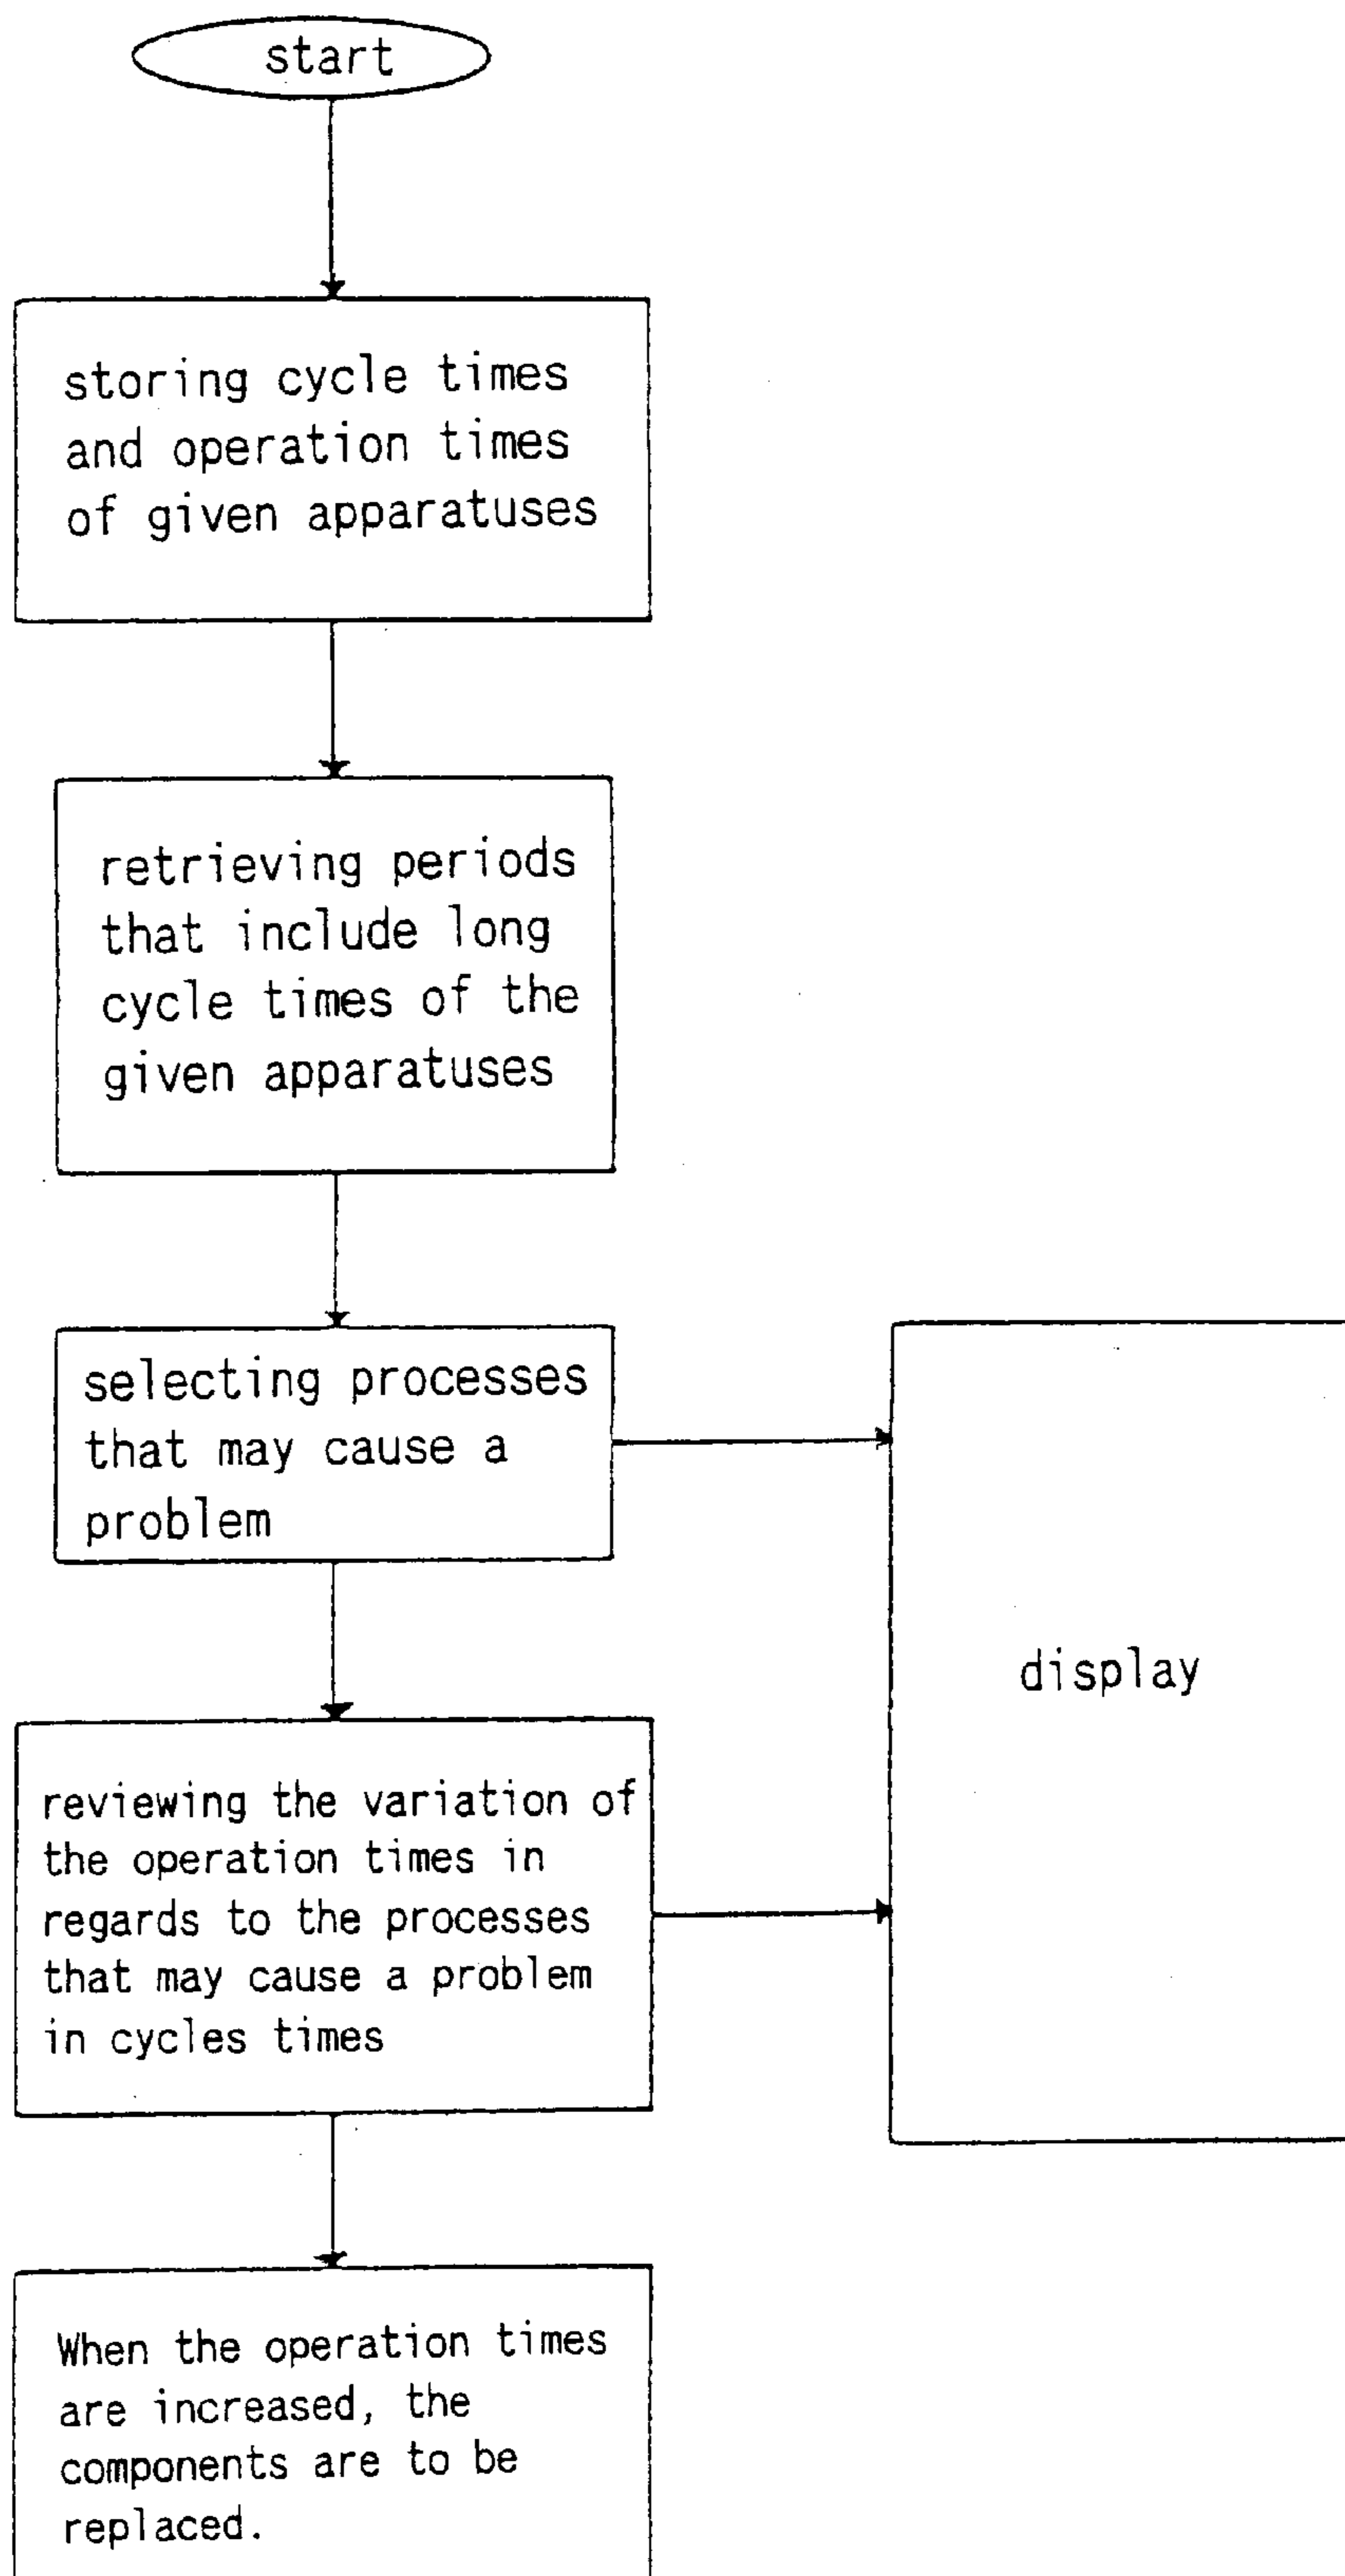 start
storing cycle times
and operation times
of given apparatuses
retrieving periods
that include long
cycle times of the
given apparatuses
selecting processes
that may cause a
problem
display
reviewing the variation of
the operation times in
regards to the processes
that may cause a problem
in cycles times
When the operation times
are increased, the
components are to be
replaced.